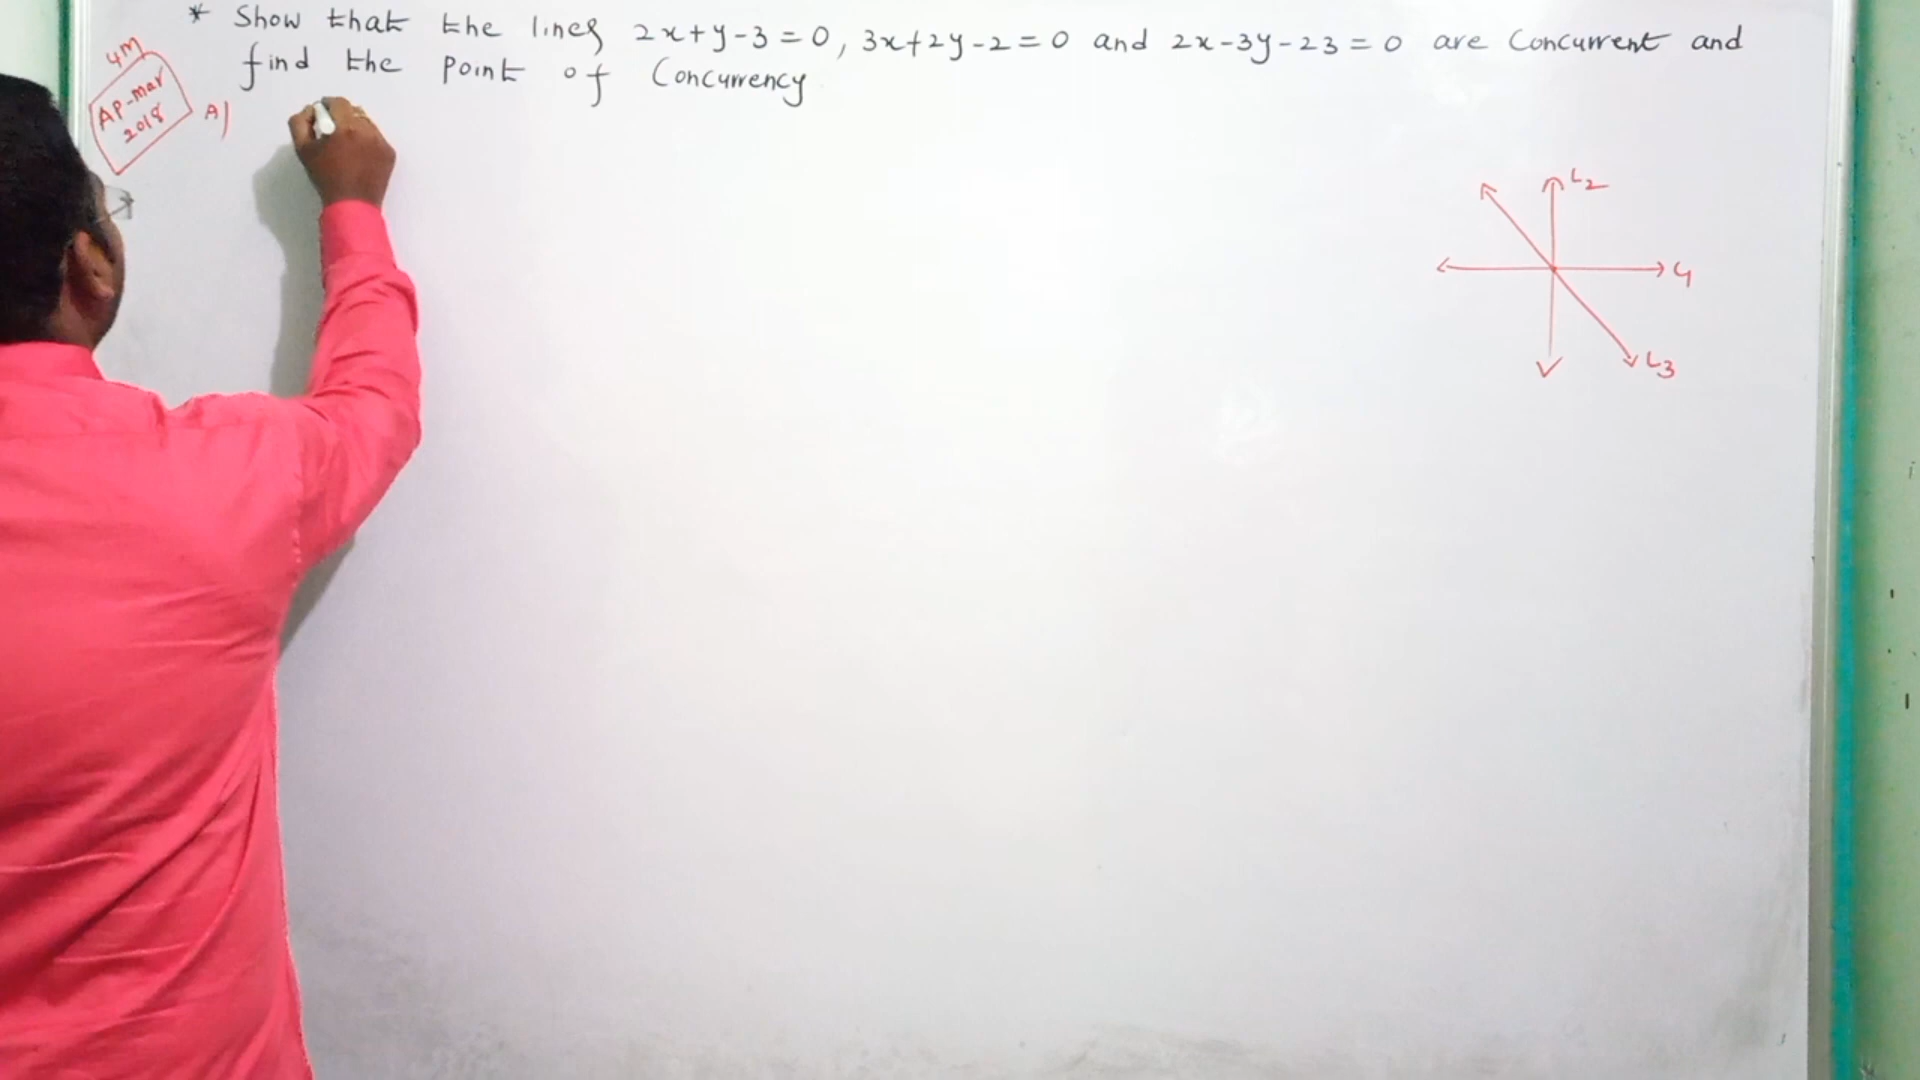 * Show that the lines 2x+y-3=0, 3x+2y-2=0 and 2x-3y-23=0 are Concurrent and
find the point of Concurrency
4M
AP-mar
2018
A)
L2
L1
L3